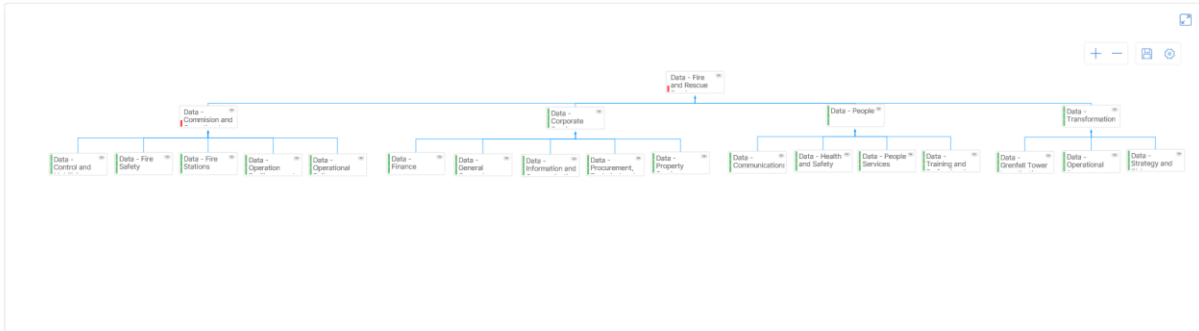 Data - Fire
and Rescue
Data -
Commision and
Data -
Corporate
Data - People
Data -
Transformation
Data -
Control and
Data - Fire
Safety
Data - Fire
Stations
Data -
Operation
Data -
Operational
Data -
Finance
Data -
General
Data -
Information and
Data -
Procurement,
Data -
Property
Data -
Communications
Data - Health
and Safety
Data - People
Services
Data -
Training and
Data -
Grenfell Tower
Data -
Operational
Data -
Strategy and